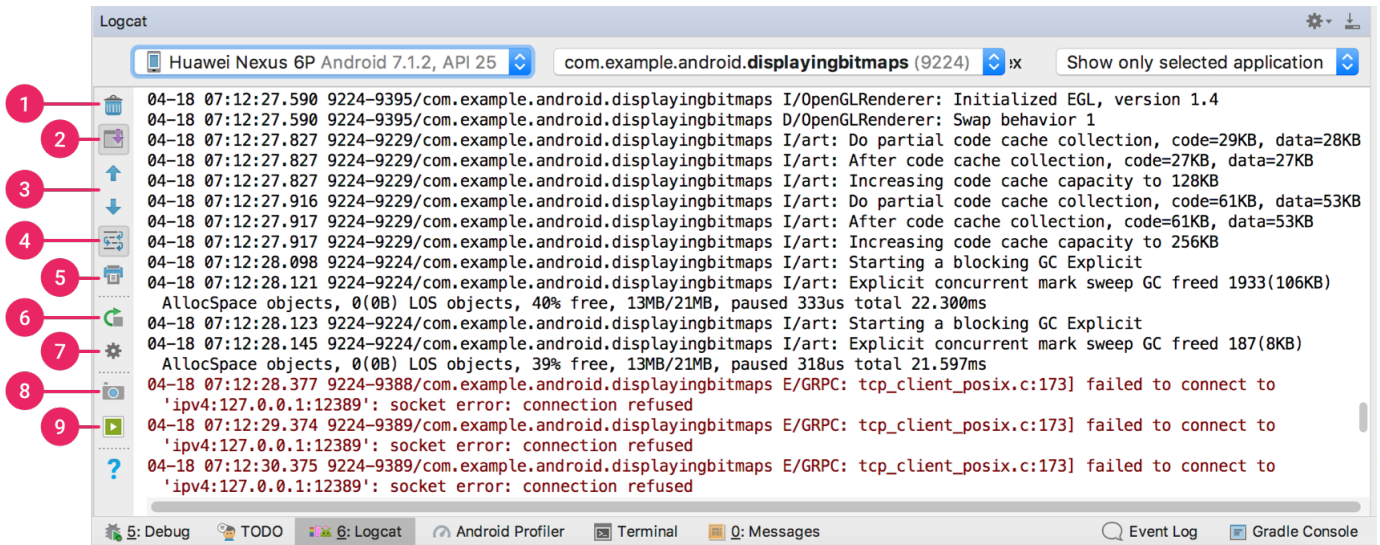 Logcat
Huawei Nexus 6P Android 7.1.2, API 25 com.example.android.displayingbitmaps (9224) ex Show only selected application
1 04-18 07:12:27.590 9224-9395/com.example.android.displayingbitmaps I/OpenGLRenderer: Initialized EGL, version 1.4
04-18 07:12:27.590 9224-9395/com.example.android.displayingbitmaps D/OpenGLRenderer: Swap behavior 1
2 04-18 07:12:27.827 9224-9229/com.example.android.displayingbitmaps I/art: Do partial code cache collection, code=29KB, data=28KB
04-18 07:12:27.827 9224-9229/com.example.android.displayingbitmaps I/art: After code cache collection, code=27KB, data=27KB
3 04-18 07:12:27.827 9224-9229/com.example.android.displayingbitmaps I/art: Increasing code cache capacity to 128KB
04-18 07:12:27.916 9224-9229/com.example.android.displayingbitmaps I/art: Do partial code cache collection, code=61KB, data=53KB
04-18 07:12:27.917 9224-9229/com.example.android.displayingbitmaps I/art: After code cache collection, code=61KB, data=53KB
4 04-18 07:12:27.917 9224-9229/com.example.android.displayingbitmaps I/art: Increasing code cache capacity to 256KB
04-18 07:12:28.098 9224-9224/com.example.android.displayingbitmaps I/art: Starting a blocking GC Explicit
5 04-18 07:12:28.121 9224-9224/com.example.android.displayingbitmaps I/art: Explicit concurrent mark sweep GC freed 1933(106KB)
AllocSpace objects, 0(0B) LOS objects, 40% free, 13MB/21MB, paused 333us total 22.300ms
6 04-18 07:12:28.123 9224-9224/com.example.android.displayingbitmaps I/art: Starting a blocking GC Explicit
7 04-18 07:12:28.145 9224-9224/com.example.android.displayingbitmaps I/art: Explicit concurrent mark sweep GC freed 187(8KB)
AllocSpace objects, 0(0B) LOS objects, 39% free, 13MB/21MB, paused 318us total 21.597ms
8 04-18 07:12:28.377 9224-9388/com.example.android.displayingbitmaps E/GRPC: tcp_client_posix.c:173] failed to connect to
'ipv4:127.0.0.1:12389': socket error: connection refused
9 04-18 07:12:29.374 9224-9389/com.example.android.displayingbitmaps E/GRPC: tcp_client_posix.c:173] failed to connect to
'ipv4:127.0.0.1:12389': socket error: connection refused
? 04-18 07:12:30.375 9224-9389/com.example.android.displayingbitmaps E/GRPC: tcp_client_posix.c:173] failed to connect to
'ipv4:127.0.0.1:12389': socket error: connection refused
5: Debug TODO 6: Logcat Android Profiler Terminal 0: Messages Event Log Gradle Console